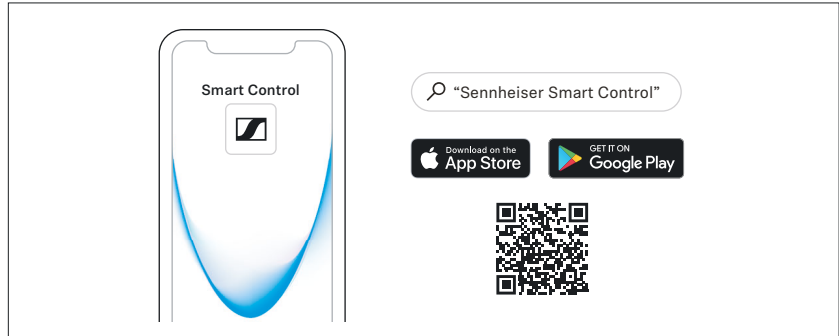 Smart Control
“Sennheiser Smart Control”
Download on the
App Store
GET IT ON
Google Play